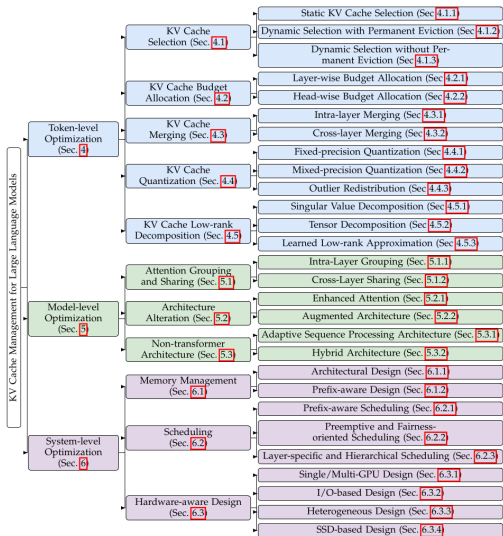 KV Cache Management for Large Language Models
Token-level
Optimization
(Sec. 4)
KV Cache
Selection (Sec. 4.1)
Static KV Cache Selection (Sec 4.1.1)
Dynamic Selection with Permanent Eviction (Sec. 4.1.2)
Dynamic Selection without Per-
manent Eviction (Sec. 4.1.3)
KV Cache Budget
Allocation (Sec. 4.2)
Layer-wise Budget Allocation (Sec 4.2.1)
Head-wise Budget Allocation (Sec 4.2.2)
KV Cache
Merging (Sec. 4.3)
Intra-layer Merging (Sec. 4.3.1)
Cross-layer Merging (Sec. 4.3.2)
KV Cache
Quantization (Sec. 4.4)
Fixed-precision Quantization (Sec. 4.4.1)
Mixed-precision Quantization (Sec. 4.4.2)
Outlier Redistribution (Sec. 4.4.3)
KV Cache Low-rank
Decomposition (Sec. 4.5)
Singular Value Decomposition (Sec. 4.5.1)
Tensor Decomposition (Sec. 4.5.2)
Learned Low-rank Approximation (Sec. 4.5.3)
Model-level
Optimization
(Sec. 5)
Attention Grouping
and Sharing (Sec. 5.1)
Intra-Layer Grouping (Sec. 5.1.1)
Cross-Layer Sharing (Sec. 5.1.2)
Architecture
Alteration (Sec. 5.2)
Enhanced Attention (Sec. 5.2.1)
Augmented Architecture (Sec. 5.2.2)
Non-transformer
Architecture (Sec. 5.3)
Adaptive Sequence Processing Architecture (Sec. 5.3.1)
Hybrid Architecture (Sec. 5.3.2)
System-level
Optimization
(Sec. 6)
Memory Management
(Sec. 6.1)
Architectural Design (Sec. 6.1.1)
Prefix-aware Design (Sec. 6.1.2)
Scheduling
(Sec. 6.2)
Prefix-aware Scheduling (Sec. 6.2.1)
Preemptive and Fairness-
oriented Scheduling (Sec. 6.2.2)
Layer-specific and Hierarchical Scheduling (Sec. 6.2.3)
Hardware-aware Design
(Sec. 6.3)
Single/Multi-GPU Design (Sec. 6.3.1)
I/O-based Design (Sec. 6.3.2)
Heterogeneous Design (Sec. 6.3.3)
SSD-based Design (Sec. 6.3.4)